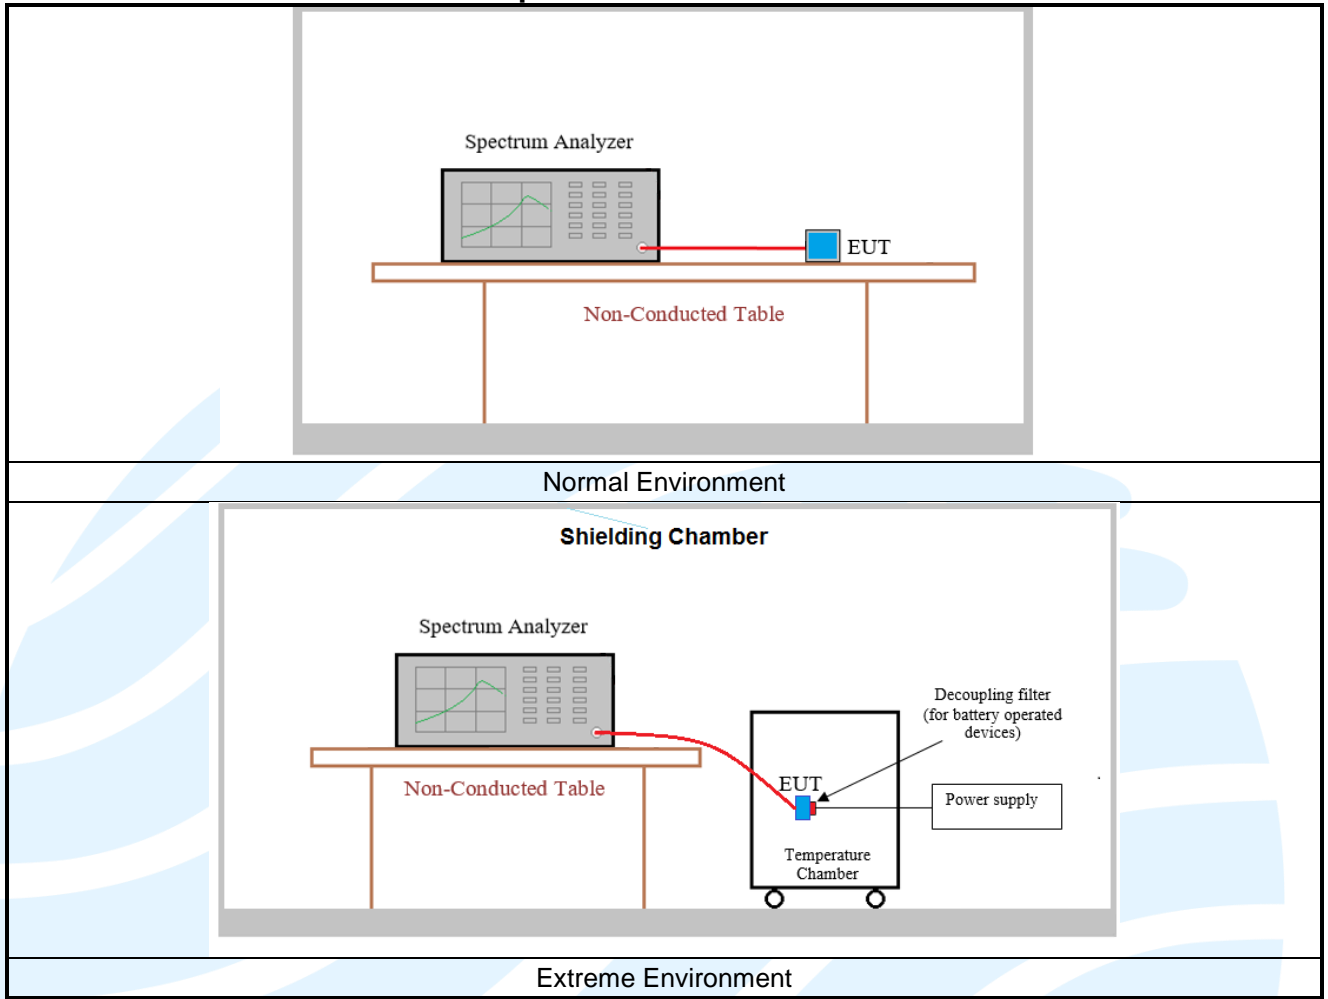 Spectrum Analyzer
EUT
Non-Conducted Table
Normal Environment
Shielding Chamber
Spectrum Analyzer
Decoupling filter
(for battery operated
devices)
EUT
Non-Conducted Table
Power supply
Temperature
Chamber
Extreme Environment